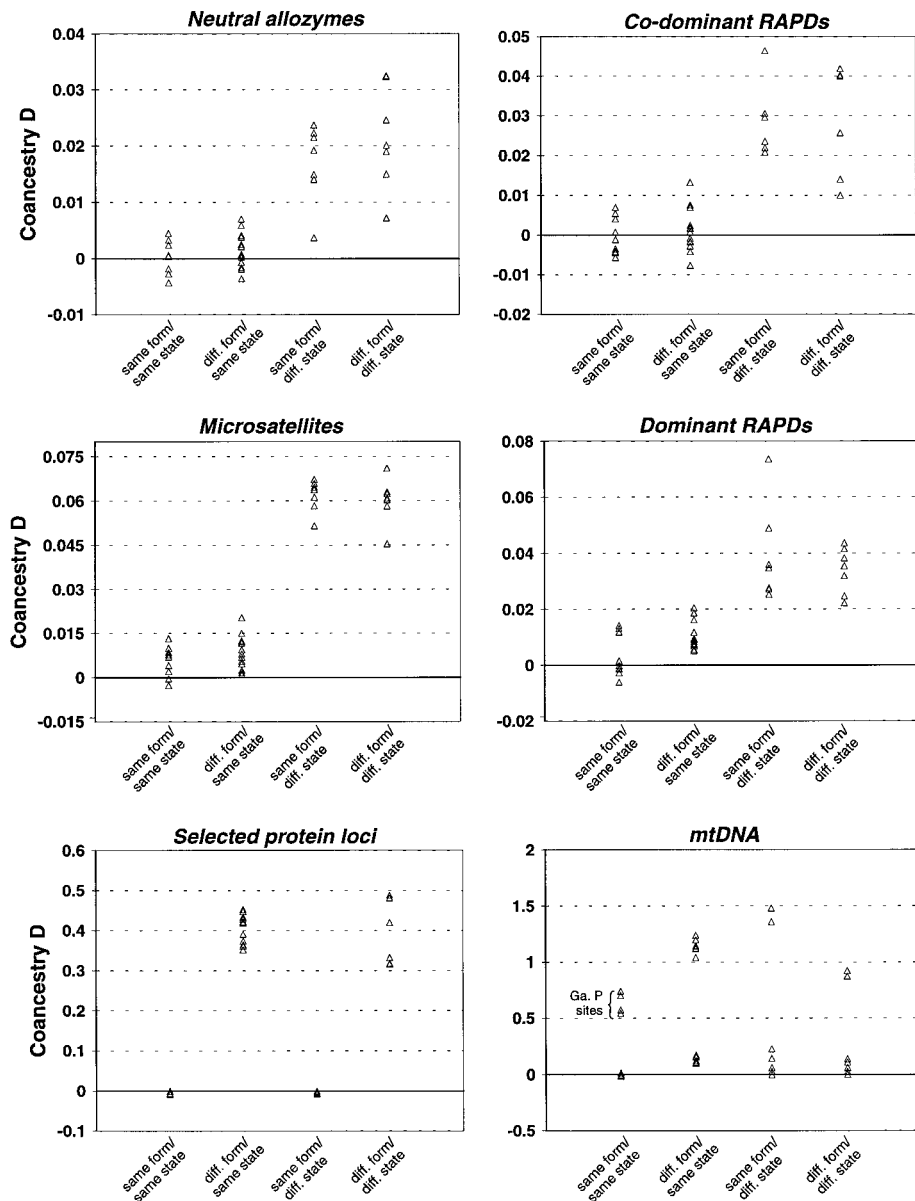 Neutral allozymes
0.04
0.03
0.02
0.01
0
-0.01
Coancestry D
same form/
same state
diff. form/
same state
same form/
diff. state
diff. form/
diff. state
Co-dominant RAPDs
0.05
0.04
0.03
0.02
0.01
0
-0.01
-0.02
same form/
same state
diff. form/
same state
same form/
diff. state
diff. form/
diff. state
Microsatellites
0.075
0.06
0.045
0.03
0.015
0
-0.015
Coancestry D
same form/
same state
diff. form/
same state
same form/
diff. state
diff. form/
diff. state
Dominant RAPDs
0.08
0.06
0.04
0.02
0
-0.02
same form/
same state
diff. form/
same state
same form/
diff. state
diff. form/
diff. state
Selected protein loci
0.6
0.5
0.4
0.3
0.2
0.1
0
-0.1
Coancestry D
same form/
same state
diff. form/
same state
same form/
diff. state
diff. form/
diff. state
mtDNA
2
1.5
1
0.5
0
-0.5
Ga. P
sites
same form/
same state
diff. form/
same state
same form/
diff. state
diff. form/
diff. state